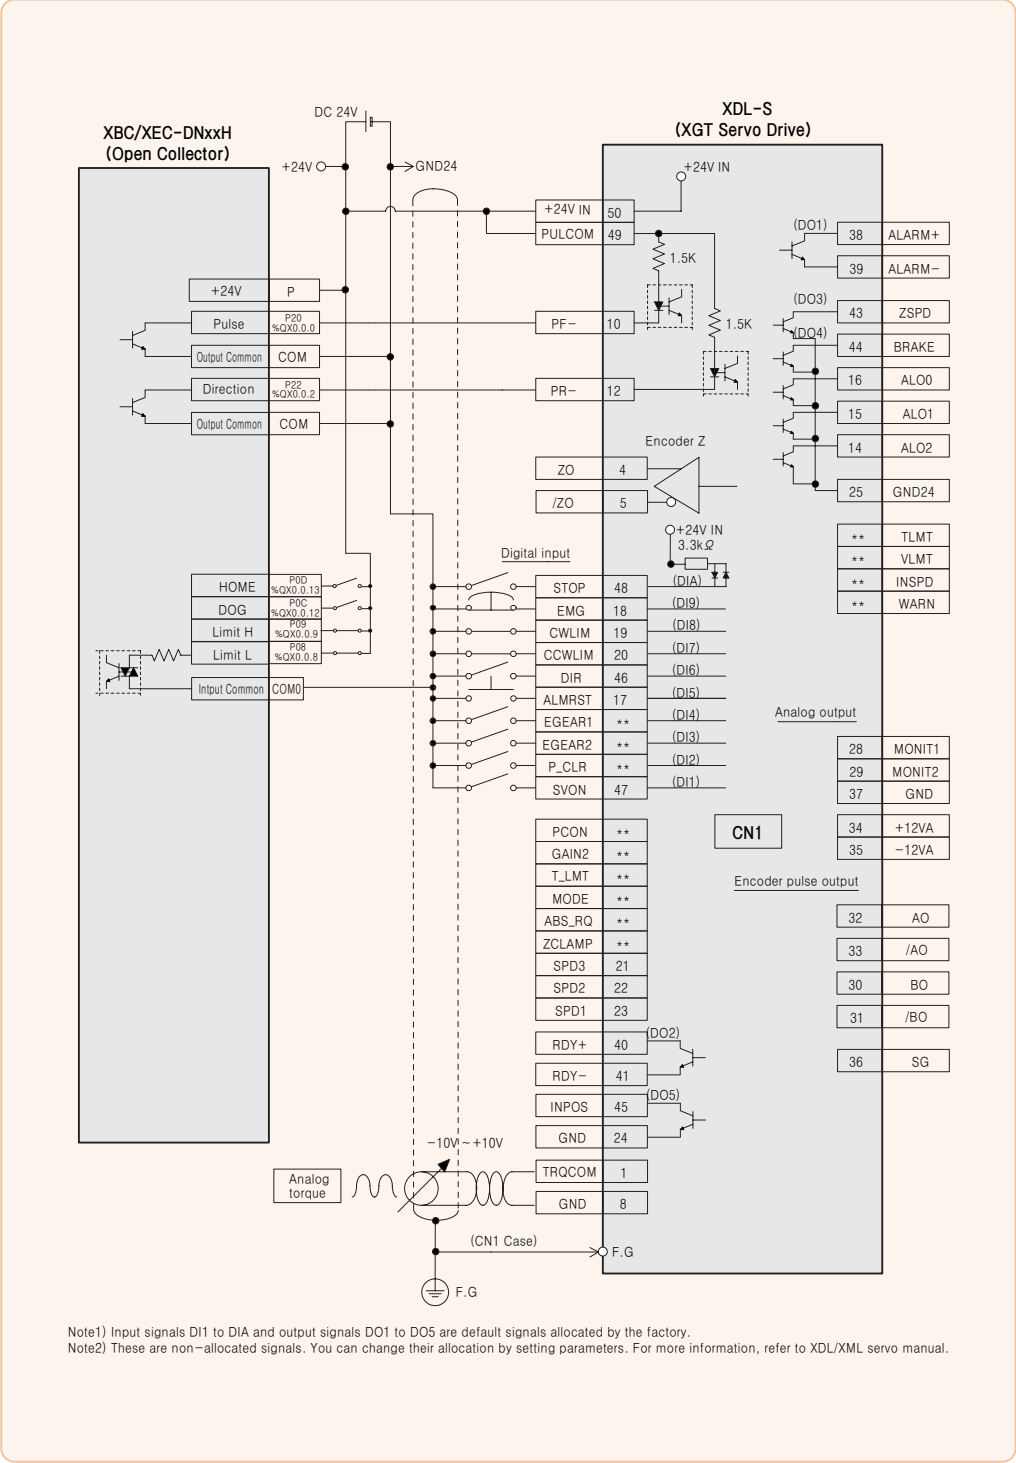 XBC/XEC-DNxxH
(Open Collector)
DC 24V
+24V
GND24
XDL-S
(XGT Servo Drive)
+24V IN
+24V IN 50
PULCOM 49
1.5K
1.5K
+24V P
Pulse P20 %QX0.0.0
Output Common COM
Direction P22 %QX0.0.2
Output Common COM
PF- 10
PR- 12
Encoder Z
ZO 4
/ZO 5
+24V IN
3.3kΩ
Digital input
HOME P0D %QX0.0.13
DOG P0C %QX0.0.12
Limit H P09 %QX0.0.9
Limit L P08 %QX0.0.8
Intput Common COM0
STOP 48 (DIA)
EMG 18 (DI9)
CWLIM 19 (DI8)
CCWLIM 20 (DI7)
DIR 46 (DI6)
ALMRST 17 (DI5)
EGEAR1 ** (DI4)
EGEAR2 ** (DI3)
P_CLR ** (DI2)
SVON 47 (DI1)
PCON **
GAIN2 **
T_LMT **
MODE **
ABS_RQ **
ZCLAMP **
SPD3 21
SPD2 22
SPD1 23
RDY+ 40 (DO2)
RDY- 41
INPOS 45 (DO5)
GND 24
-10V~+10V
Analog torque
TRQCOM 1
GND 8
(CN1 Case)
F.G
F.G
(DO1) 38 ALARM+
39 ALARM-
(DO3) 43 ZSPD
(DO4) 44 BRAKE
16 ALO0
15 ALO1
14 ALO2
25 GND24
** TLMT
** VLMT
** INSPD
** WARN
Analog output
28 MONIT1
29 MONIT2
37 GND
34 +12VA
35 -12VA
CN1
Encoder pulse output
32 AO
33 /AO
30 BO
31 /BO
36 SG
Note1) Input signals DI1 to DIA and output signals DO1 to DO5 are default signals allocated by the factory.
Note2) These are non-allocated signals. You can change their allocation by setting parameters. For more information, refer to XDL/XML servo manual.